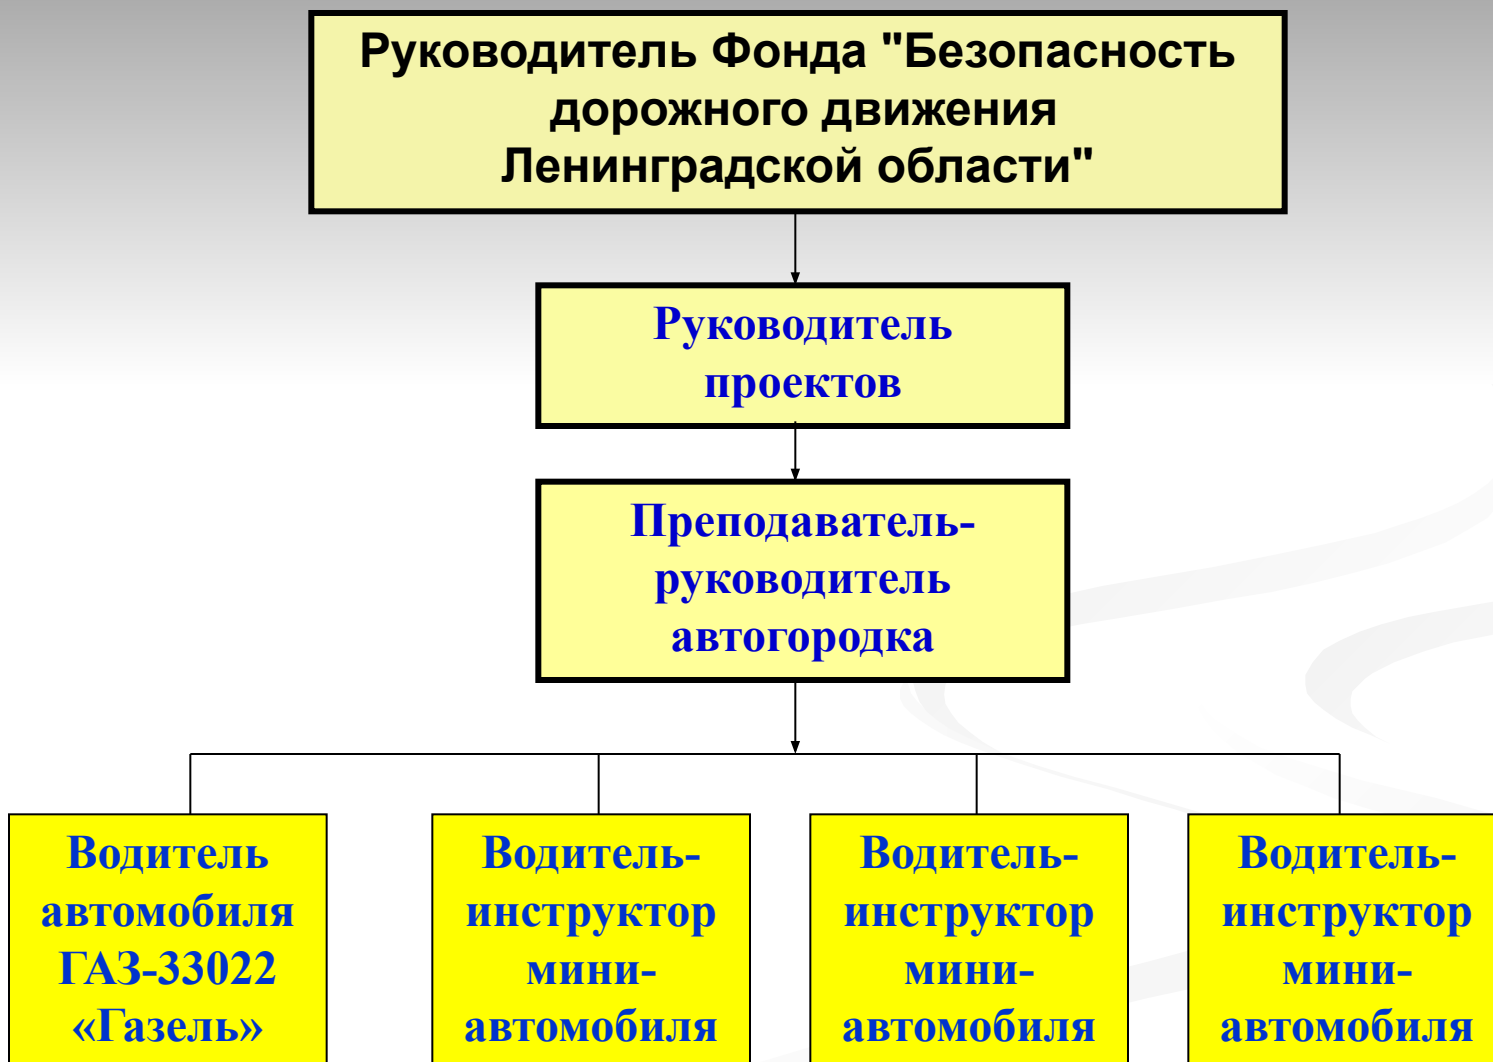 Руководитель Фонда "Безопасность
дорожного движения
Ленинградской области"
Руководитель
проектов
Преподаватель-
руководитель
автогородка
Водитель
автомобиля
ГАЗ-33022
«Газель»
Водитель-
инструктор
мини-
автомобиля
Водитель-
инструктор
мини-
автомобиля
Водитель-
инструктор
мини-
автомобиля